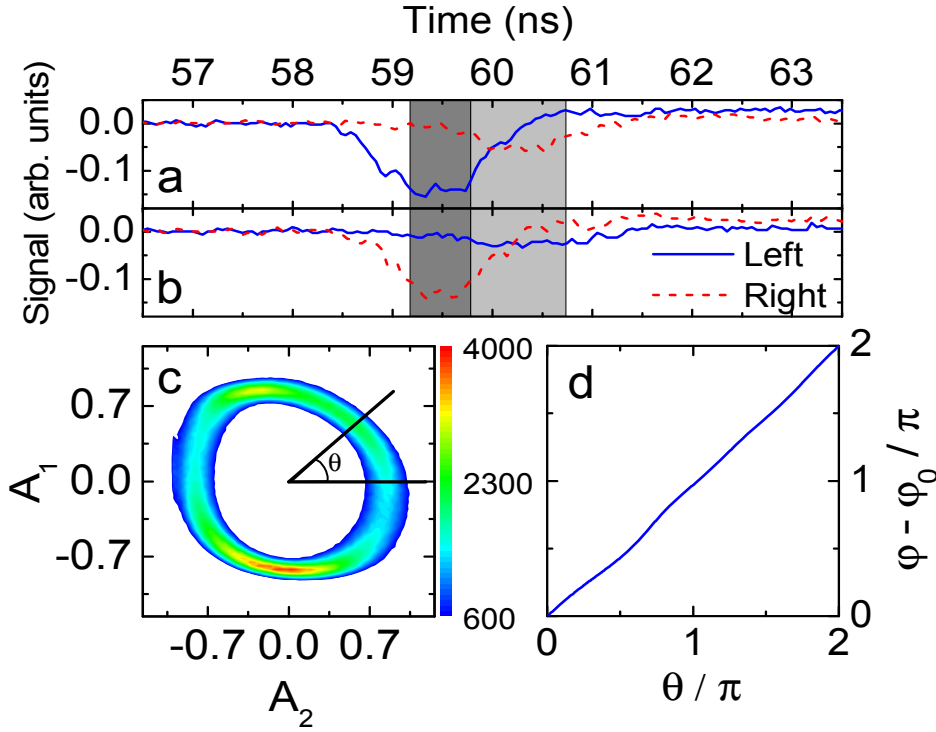 Time (ns)
57 58 59 60 61 62 63
Signal (arb. units)
0.0
-0.1
a
0.0
-0.1
b
Left
Right
c
0.7
0.0
-0.7
A1
θ
-0.7 0.0 0.7
A2
4000
2300
600
d
2
1
0
φ - φ0 / π
0 1 2
θ / π